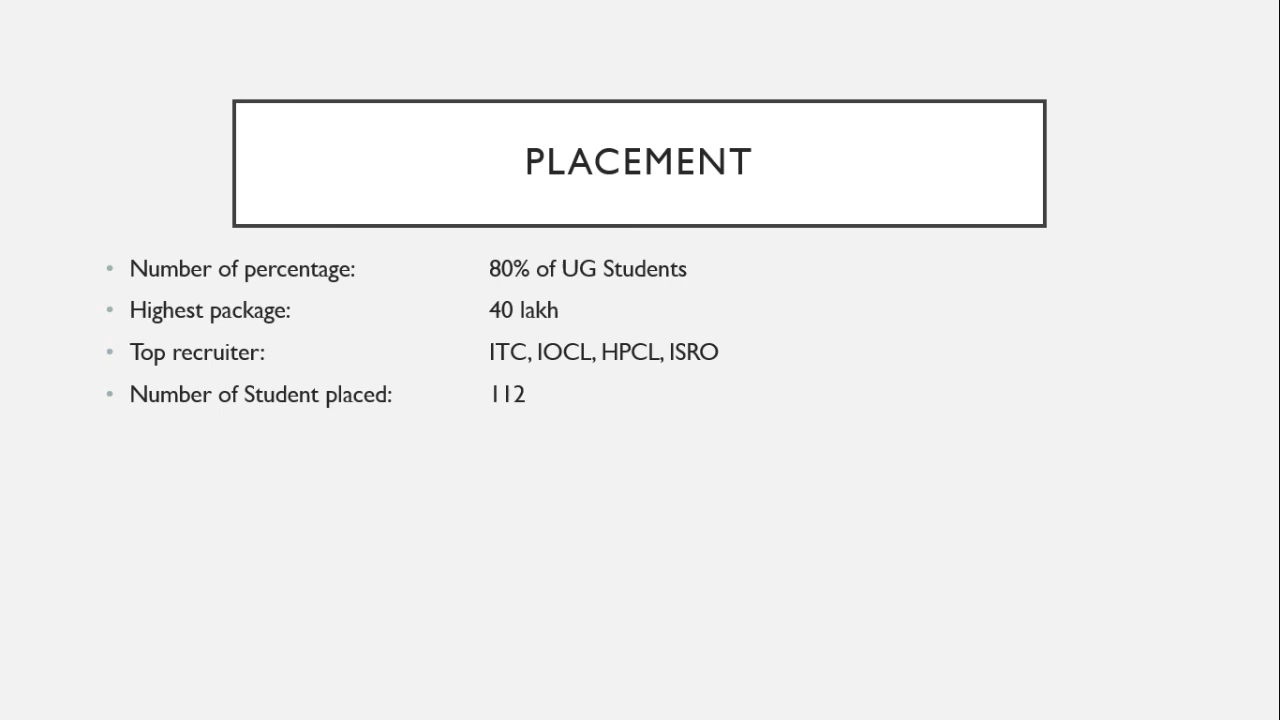 PLACEMENT
• Number of percentage: 80% of UG Students
• Highest package: 40 lakh
• Top recruiter: ITC, IOCL, HPCL, ISRO
• Number of Student placed: 112